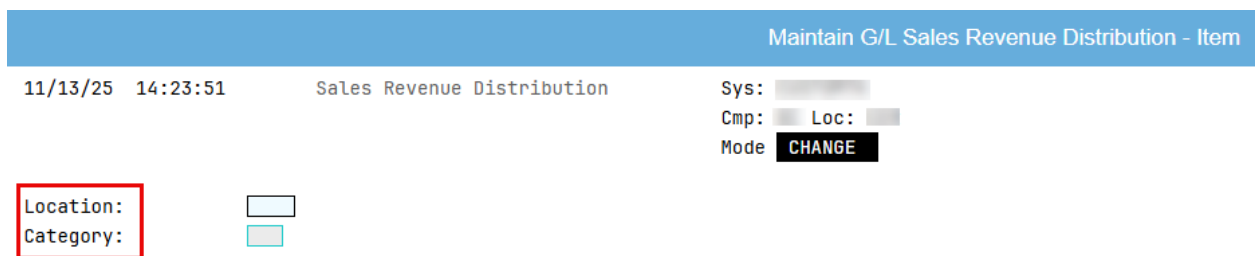 Maintain G/L Sales Revenue Distribution - Item
11/13/25 14:23:51 Sales Revenue Distribution Sys:
Cmp: Loc:
Mode CHANGE
Location:
Category: